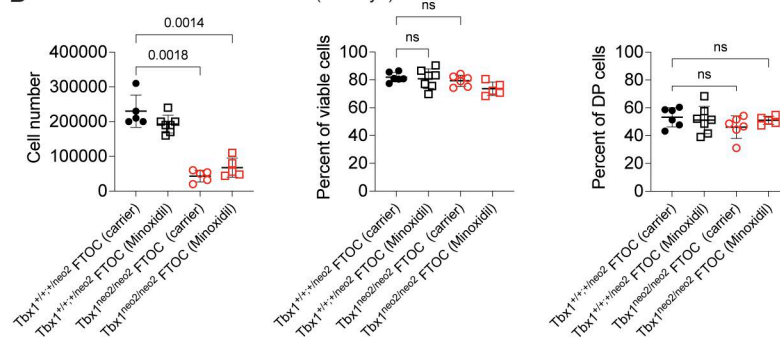 ns
0.0014
0.0018
ns
ns
ns
400000
300000
200000
100000
0
Cell number
100
80
60
40
20
0
Percent of viable cells
100
80
60
40
20
0
Percent of DP cells
Tbx1+/+;+/neo2 FTOC (carrier)
Tbx1+/+;+/neo2 FTOC (Minoxidil)
Tbx1neo2/neo2 FTOC (carrier)
Tbx1neo2/neo2 FTOC (Minoxidil)
Tbx1+/+;+/neo2 FTOC (carrier)
Tbx1+/+;+/neo2 FTOC (Minoxidil)
Tbx1neo2/neo2 FTOC (carrier)
Tbx1neo2/neo2 FTOC (Minoxidil)
Tbx1+/+;+/neo2 FTOC (carrier)
Tbx1+/+;+/neo2 FTOC (Minoxidil)
Tbx1neo2/neo2 FTOC (carrier)
Tbx1neo2/neo2 FTOC (Minoxidil)